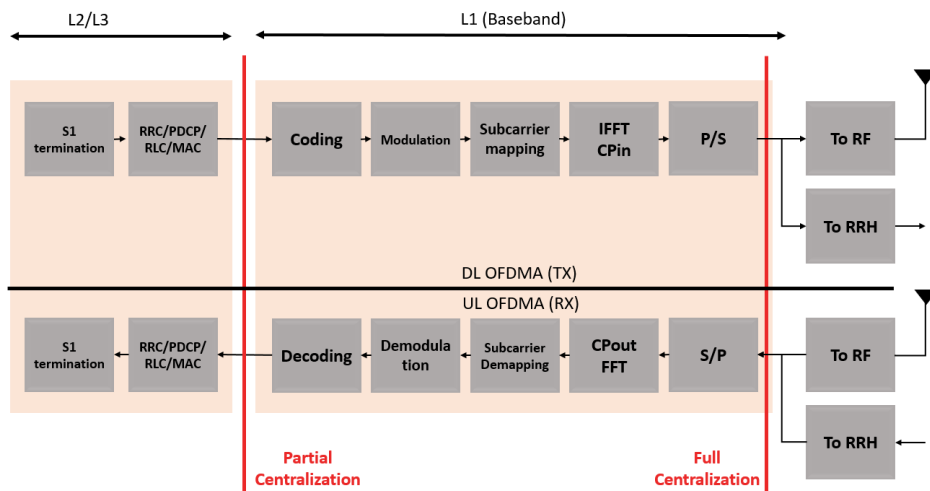 L2/L3
L1 (Baseband)
S1
termination
RRC/PDCP/
RLC/MAC
Coding
Modulation
Subcarrier
mapping
IFFT
CPin
P/S
To RF
To RRH
DL OFDMA (TX)
UL OFDMA (RX)
S1
termination
RRC/PDCP/
RLC/MAC
Decoding
Demodula
tion
Subcarrier
Demapping
CPout
FFT
S/P
To RF
To RRH
Partial
Centralization
Full
Centralization